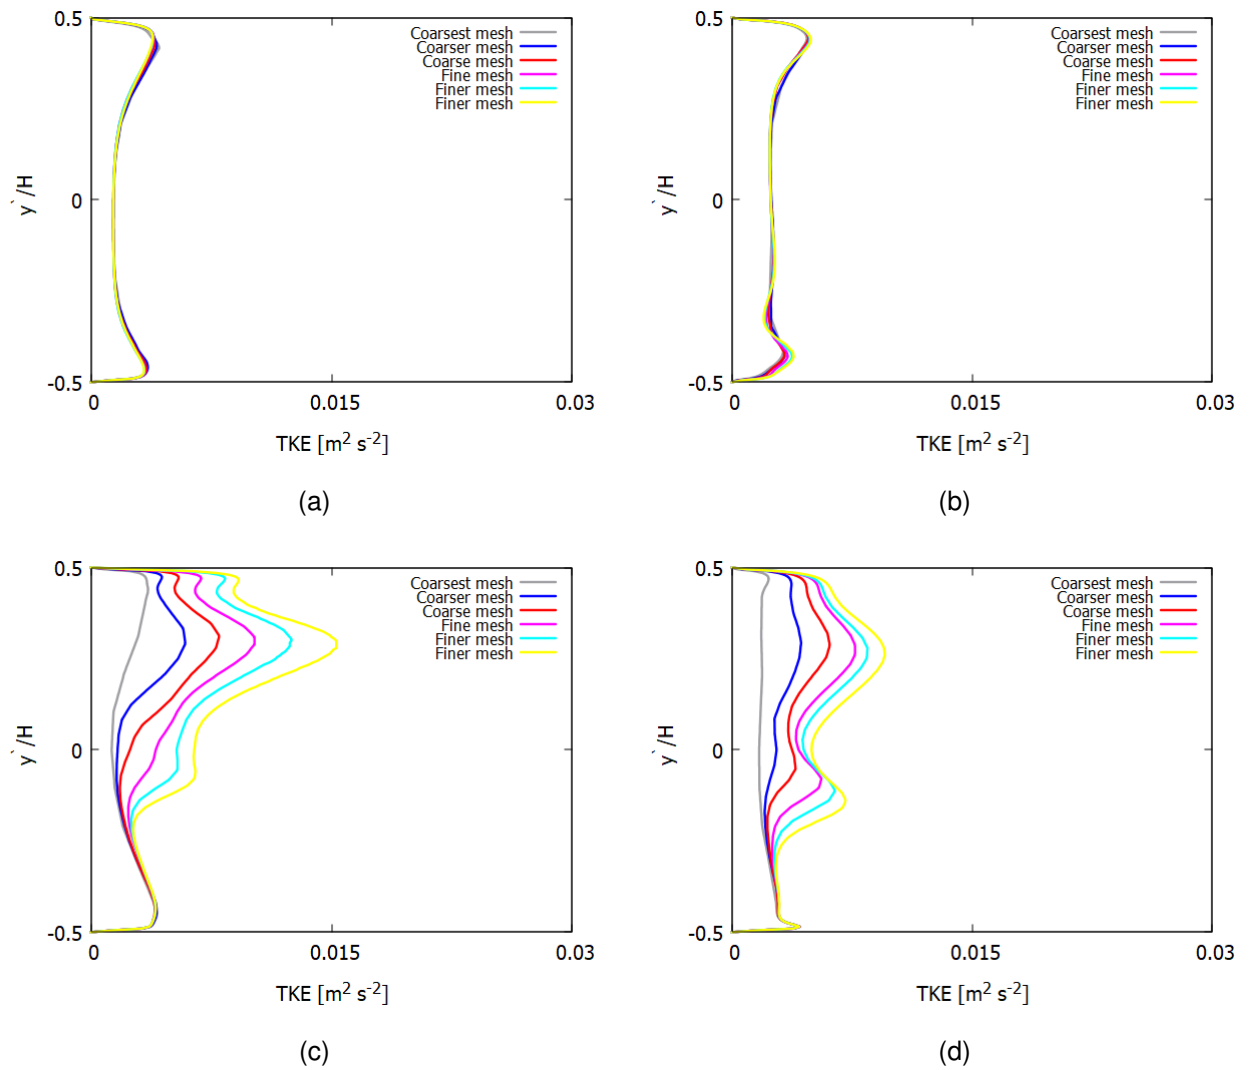 0.5
Coarsest mesh
Coarser mesh
Coarse mesh
Fine mesh
Finer mesh
Finer mesh
y`/H
0
-0.5
0
0.015
0.03
TKE [m² s⁻²]
(a)
0.5
Coarsest mesh
Coarser mesh
Coarse mesh
Fine mesh
Finer mesh
Finer mesh
y`/H
0
-0.5
0
0.015
0.03
TKE [m² s⁻²]
(b)
0.5
Coarsest mesh
Coarser mesh
Coarse mesh
Fine mesh
Finer mesh
Finer mesh
y`/H
0
-0.5
0
0.015
0.03
TKE [m² s⁻²]
(c)
0.5
Coarsest mesh
Coarser mesh
Coarse mesh
Fine mesh
Finer mesh
Finer mesh
y`/H
0
-0.5
0
0.015
0.03
TKE [m² s⁻²]
(d)